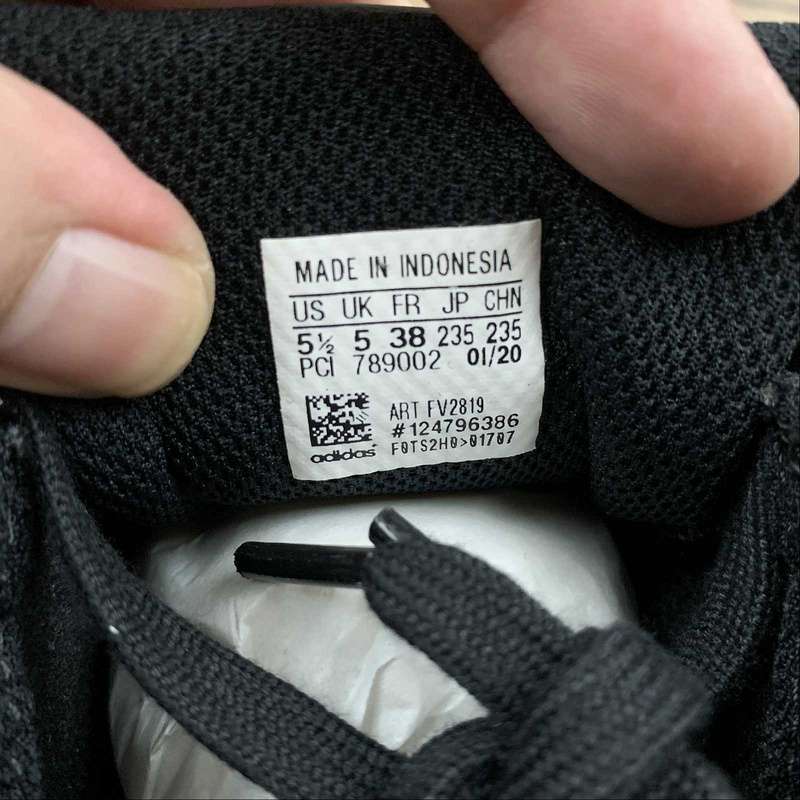 MADE IN INDONESIA
US UK FR JP CHN
5½ 5 38 235 235
PCI 789002 01/20
ART FV2819
#124796386
adidas F0TS2H0>01707